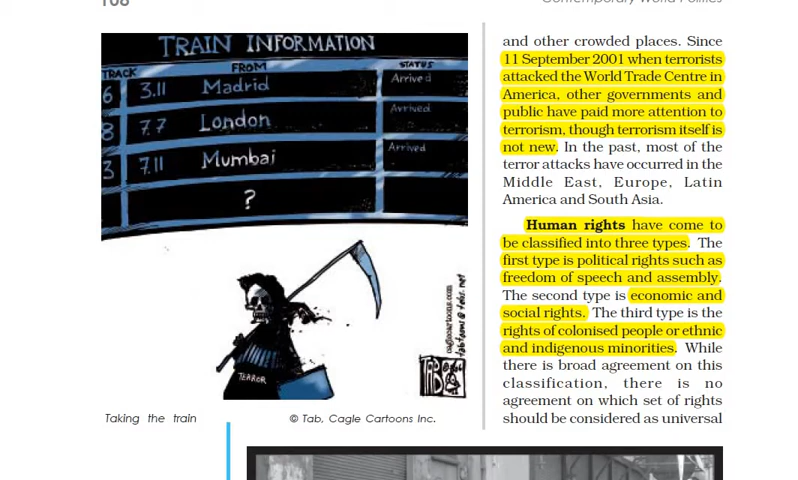 108
Contemporary World Politics
TRAIN INFORMATION
TRACK FROM STATUS
6 3.11 Madrid Arrived
8 7.7 London Arrived
3 7.11 Mumbai Arrived
?
TERROR
caglecartoons.com
TAB
Taking the train
© Tab, Cagle Cartoons Inc.
and other crowded places. Since
11 September 2001 when terrorists
attacked the World Trade Centre in
America, other governments and
public have paid more attention to
terrorism, though terrorism itself is
not new. In the past, most of the
terror attacks have occurred in the
Middle East, Europe, Latin
America and South Asia.
Human rights have come to
be classified into three types. The
first type is political rights such as
freedom of speech and assembly.
The second type is economic and
social rights. The third type is the
rights of colonised people or ethnic
and indigenous minorities. While
there is broad agreement on this
classification, there is no
agreement on which set of rights
should be considered as universal